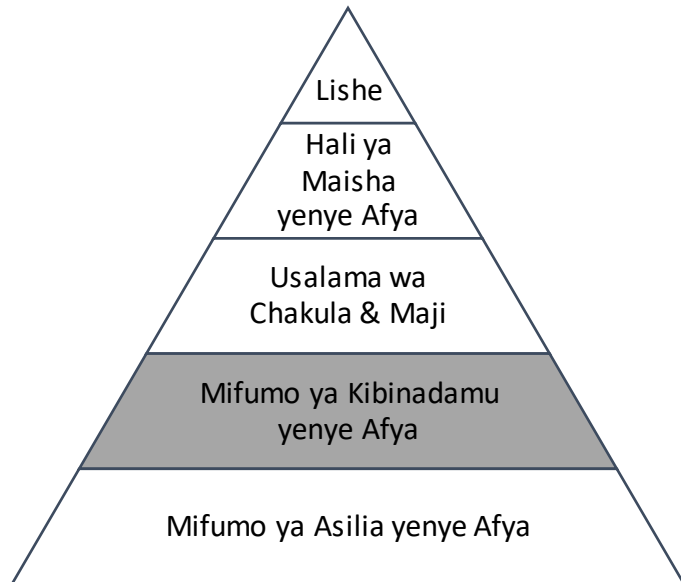 Lishe
Hali ya
Maisha
yenye Afya
Usalama wa
Chakula & Maji
Mifumo ya Kibinadamu
yenye Afya
Mifumo ya Asilia yenye Afya